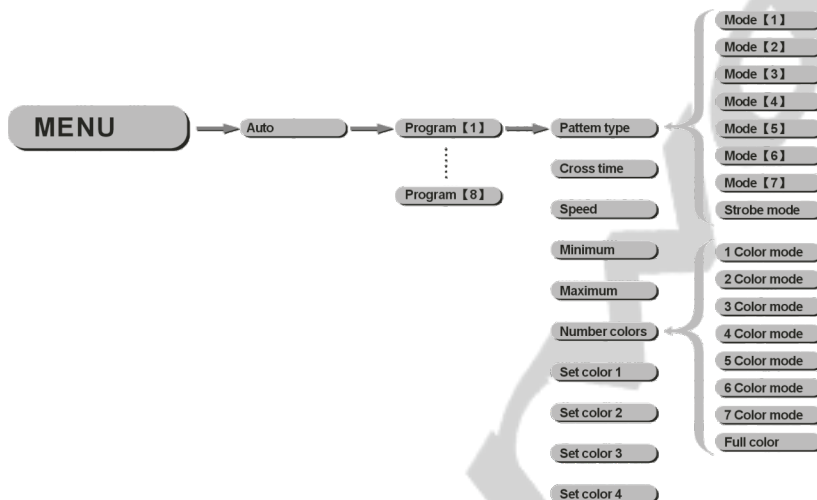 MENU
Auto
Program【1】
Program【8】
Pattem type
Cross time
Speed
Minimum
Maximum
Number colors
Set color 1
Set color 2
Set color 3
Set color 4
Mode【1】
Mode【2】
Mode【3】
Mode【4】
Mode【5】
Mode【6】
Mode【7】
Strobe mode
1 Color mode
2 Color mode
3 Color mode
4 Color mode
5 Color mode
6 Color mode
7 Color mode
Full color